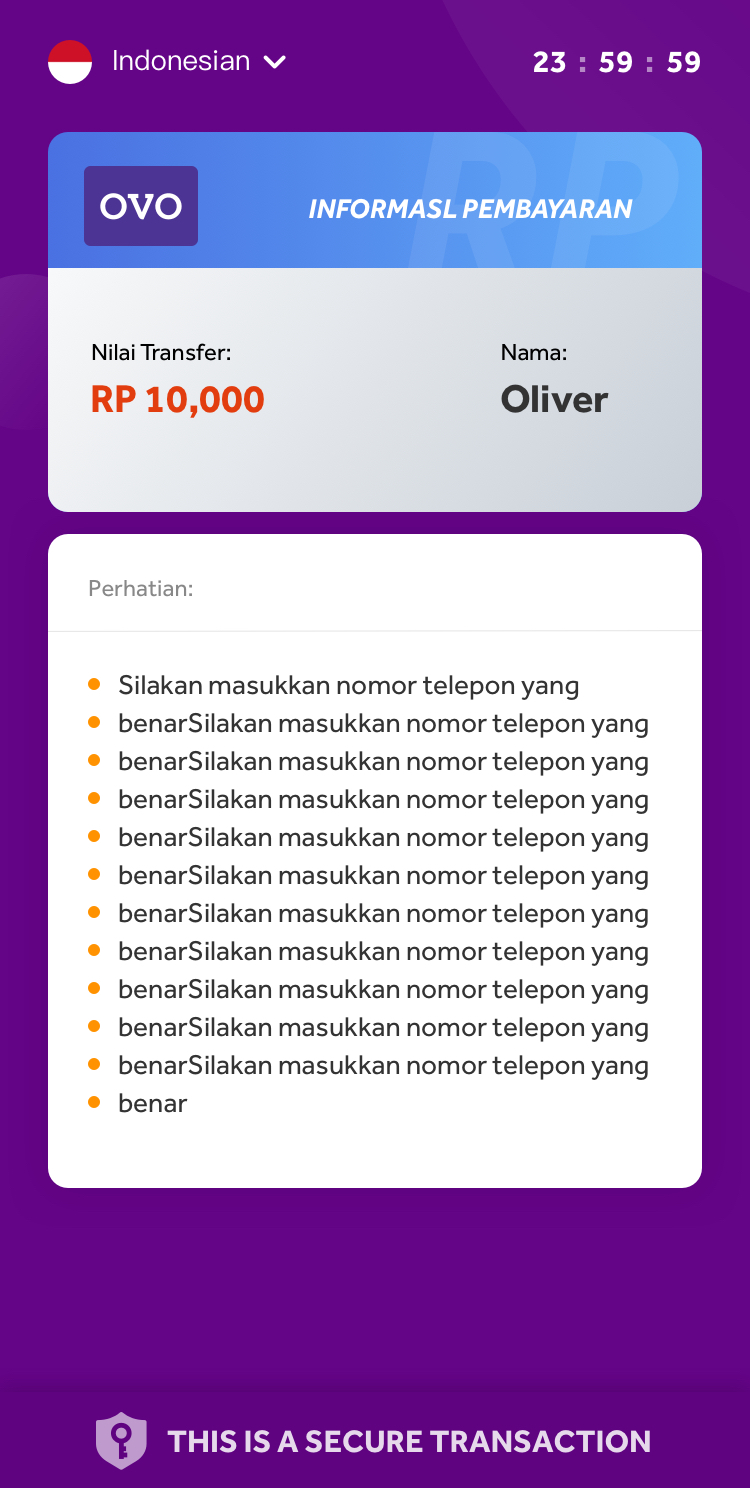 Indonesian
23 : 59 : 59
RP
OVO
INFORMASL PEMBAYARAN
Nilai Transfer:
Nama:
RP 10,000
Oliver
Perhatian:
Silakan masukkan nomor telepon yang
benarSilakan masukkan nomor telepon yang
benarSilakan masukkan nomor telepon yang
benarSilakan masukkan nomor telepon yang
benarSilakan masukkan nomor telepon yang
benarSilakan masukkan nomor telepon yang
benarSilakan masukkan nomor telepon yang
benarSilakan masukkan nomor telepon yang
benarSilakan masukkan nomor telepon yang
benarSilakan masukkan nomor telepon yang
benarSilakan masukkan nomor telepon yang
benar
THIS IS A SECURE TRANSACTION